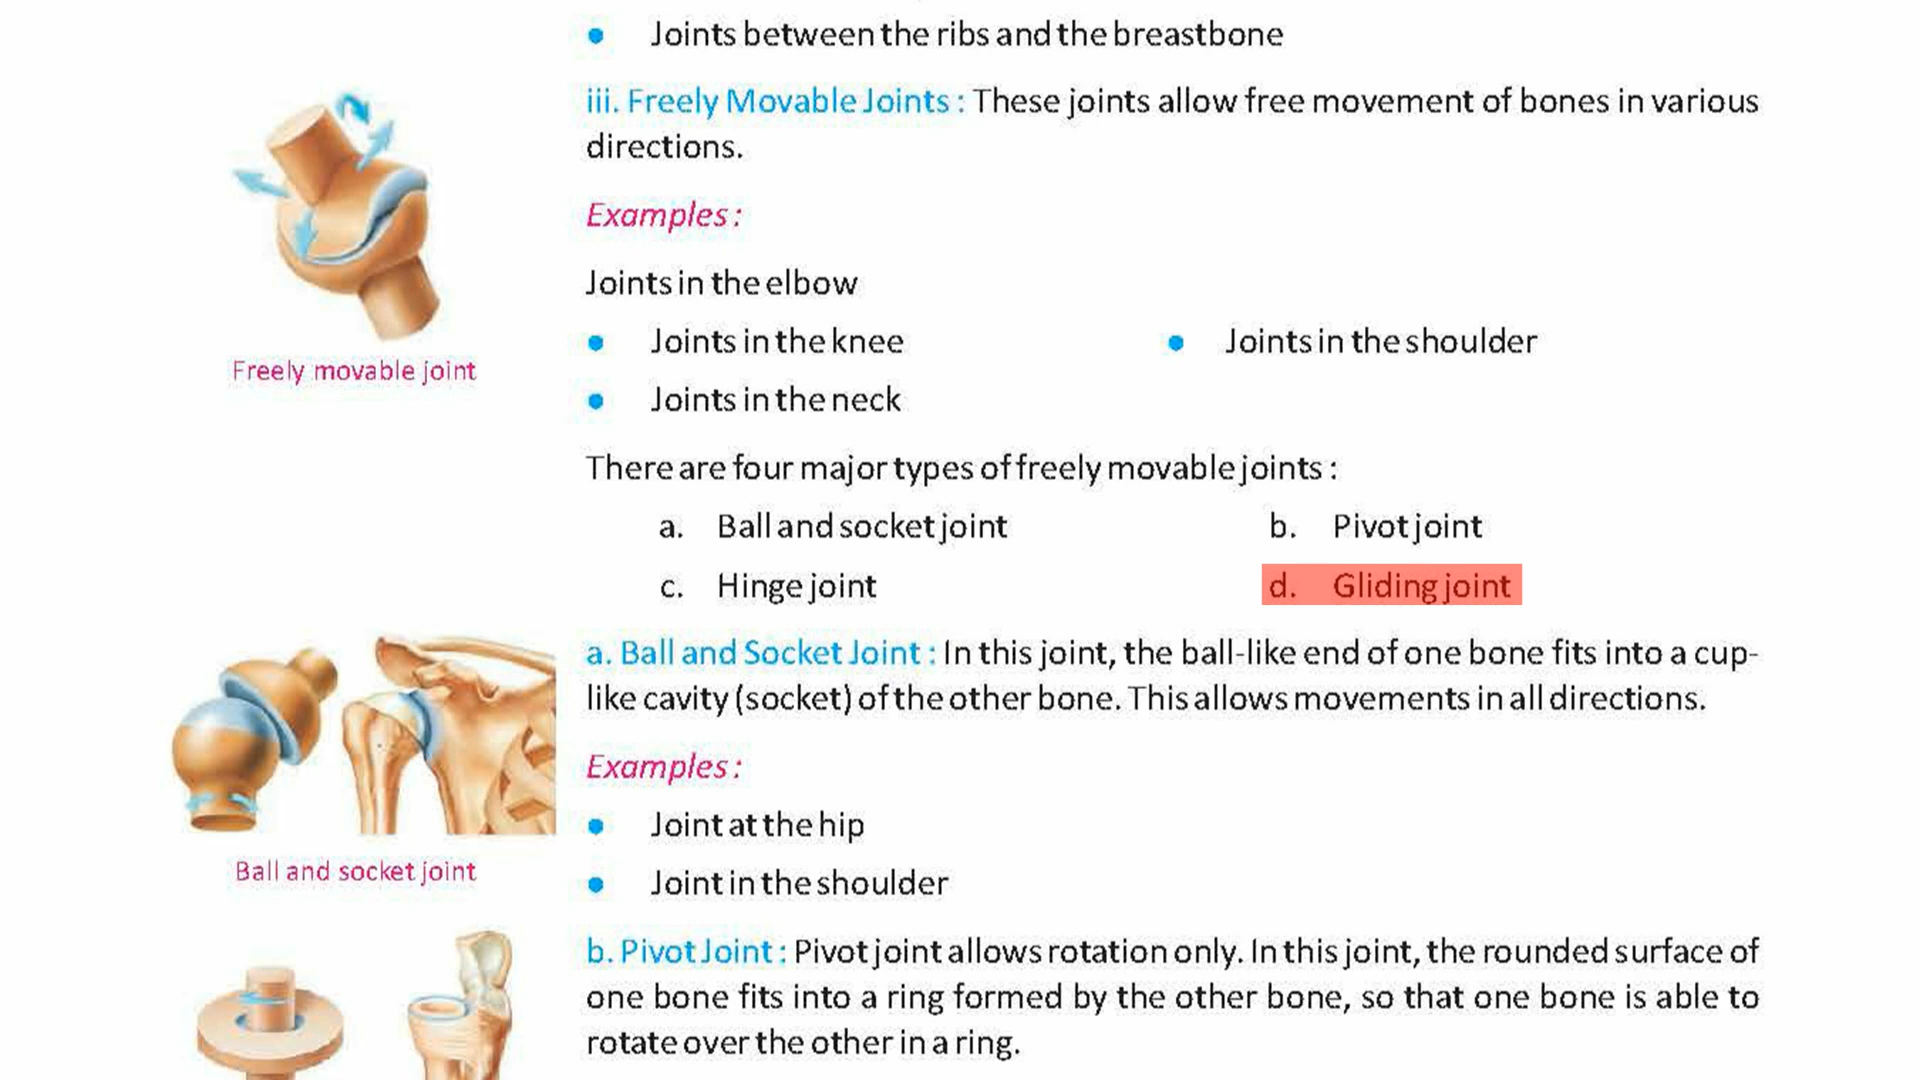 • Joints between the ribs and the breastbone
iii. Freely Movable Joints : These joints allow free movement of bones in various
directions.
Examples :
Joints in the elbow
• Joints in the knee • Joints in the shoulder
• Joints in the neck
Freely movable joint
There are four major types of freely movable joints :
a. Ball and socket joint b. Pivot joint
c. Hinge joint d. Gliding joint
a. Ball and Socket Joint : In this joint, the ball-like end of one bone fits into a cup-
like cavity (socket) of the other bone. This allows movements in all directions.
Examples :
• Joint at the hip
• Joint in the shoulder
Ball and socket joint
b. Pivot Joint : Pivot joint allows rotation only. In this joint, the rounded surface of
one bone fits into a ring formed by the other bone, so that one bone is able to
rotate over the other in a ring.